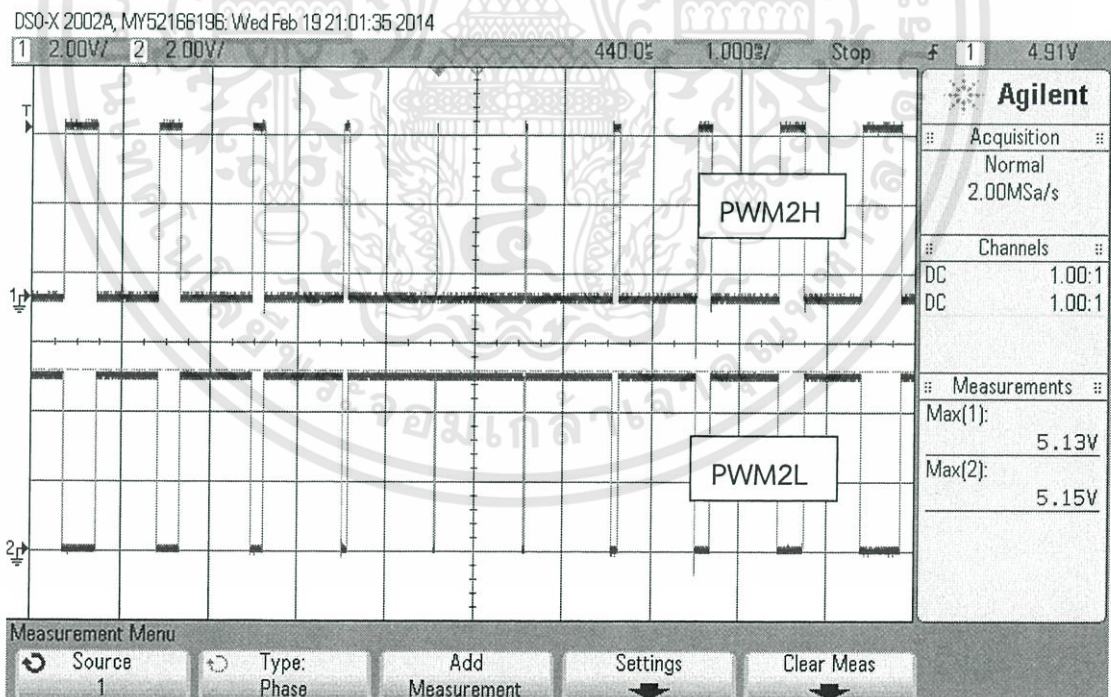 DSO-X 2002A, MY52166196: Wed Feb 19 21:01:35 2014
1 2.00V/ 2 2.00V/ 440.0s 1.000s/ Stop 1 4.91V
Agilent
Acquisition
Normal
2.00MSa/s
Channels
DC 1.00:1
DC 1.00:1
Measurements
Max(1):
5.13V
Max(2):
5.15V
T
PWM2H
1
PWM2L
2
Measurement Menu
Source
1
Type:
Phase
Add
Measurement
Settings
Clear Meas